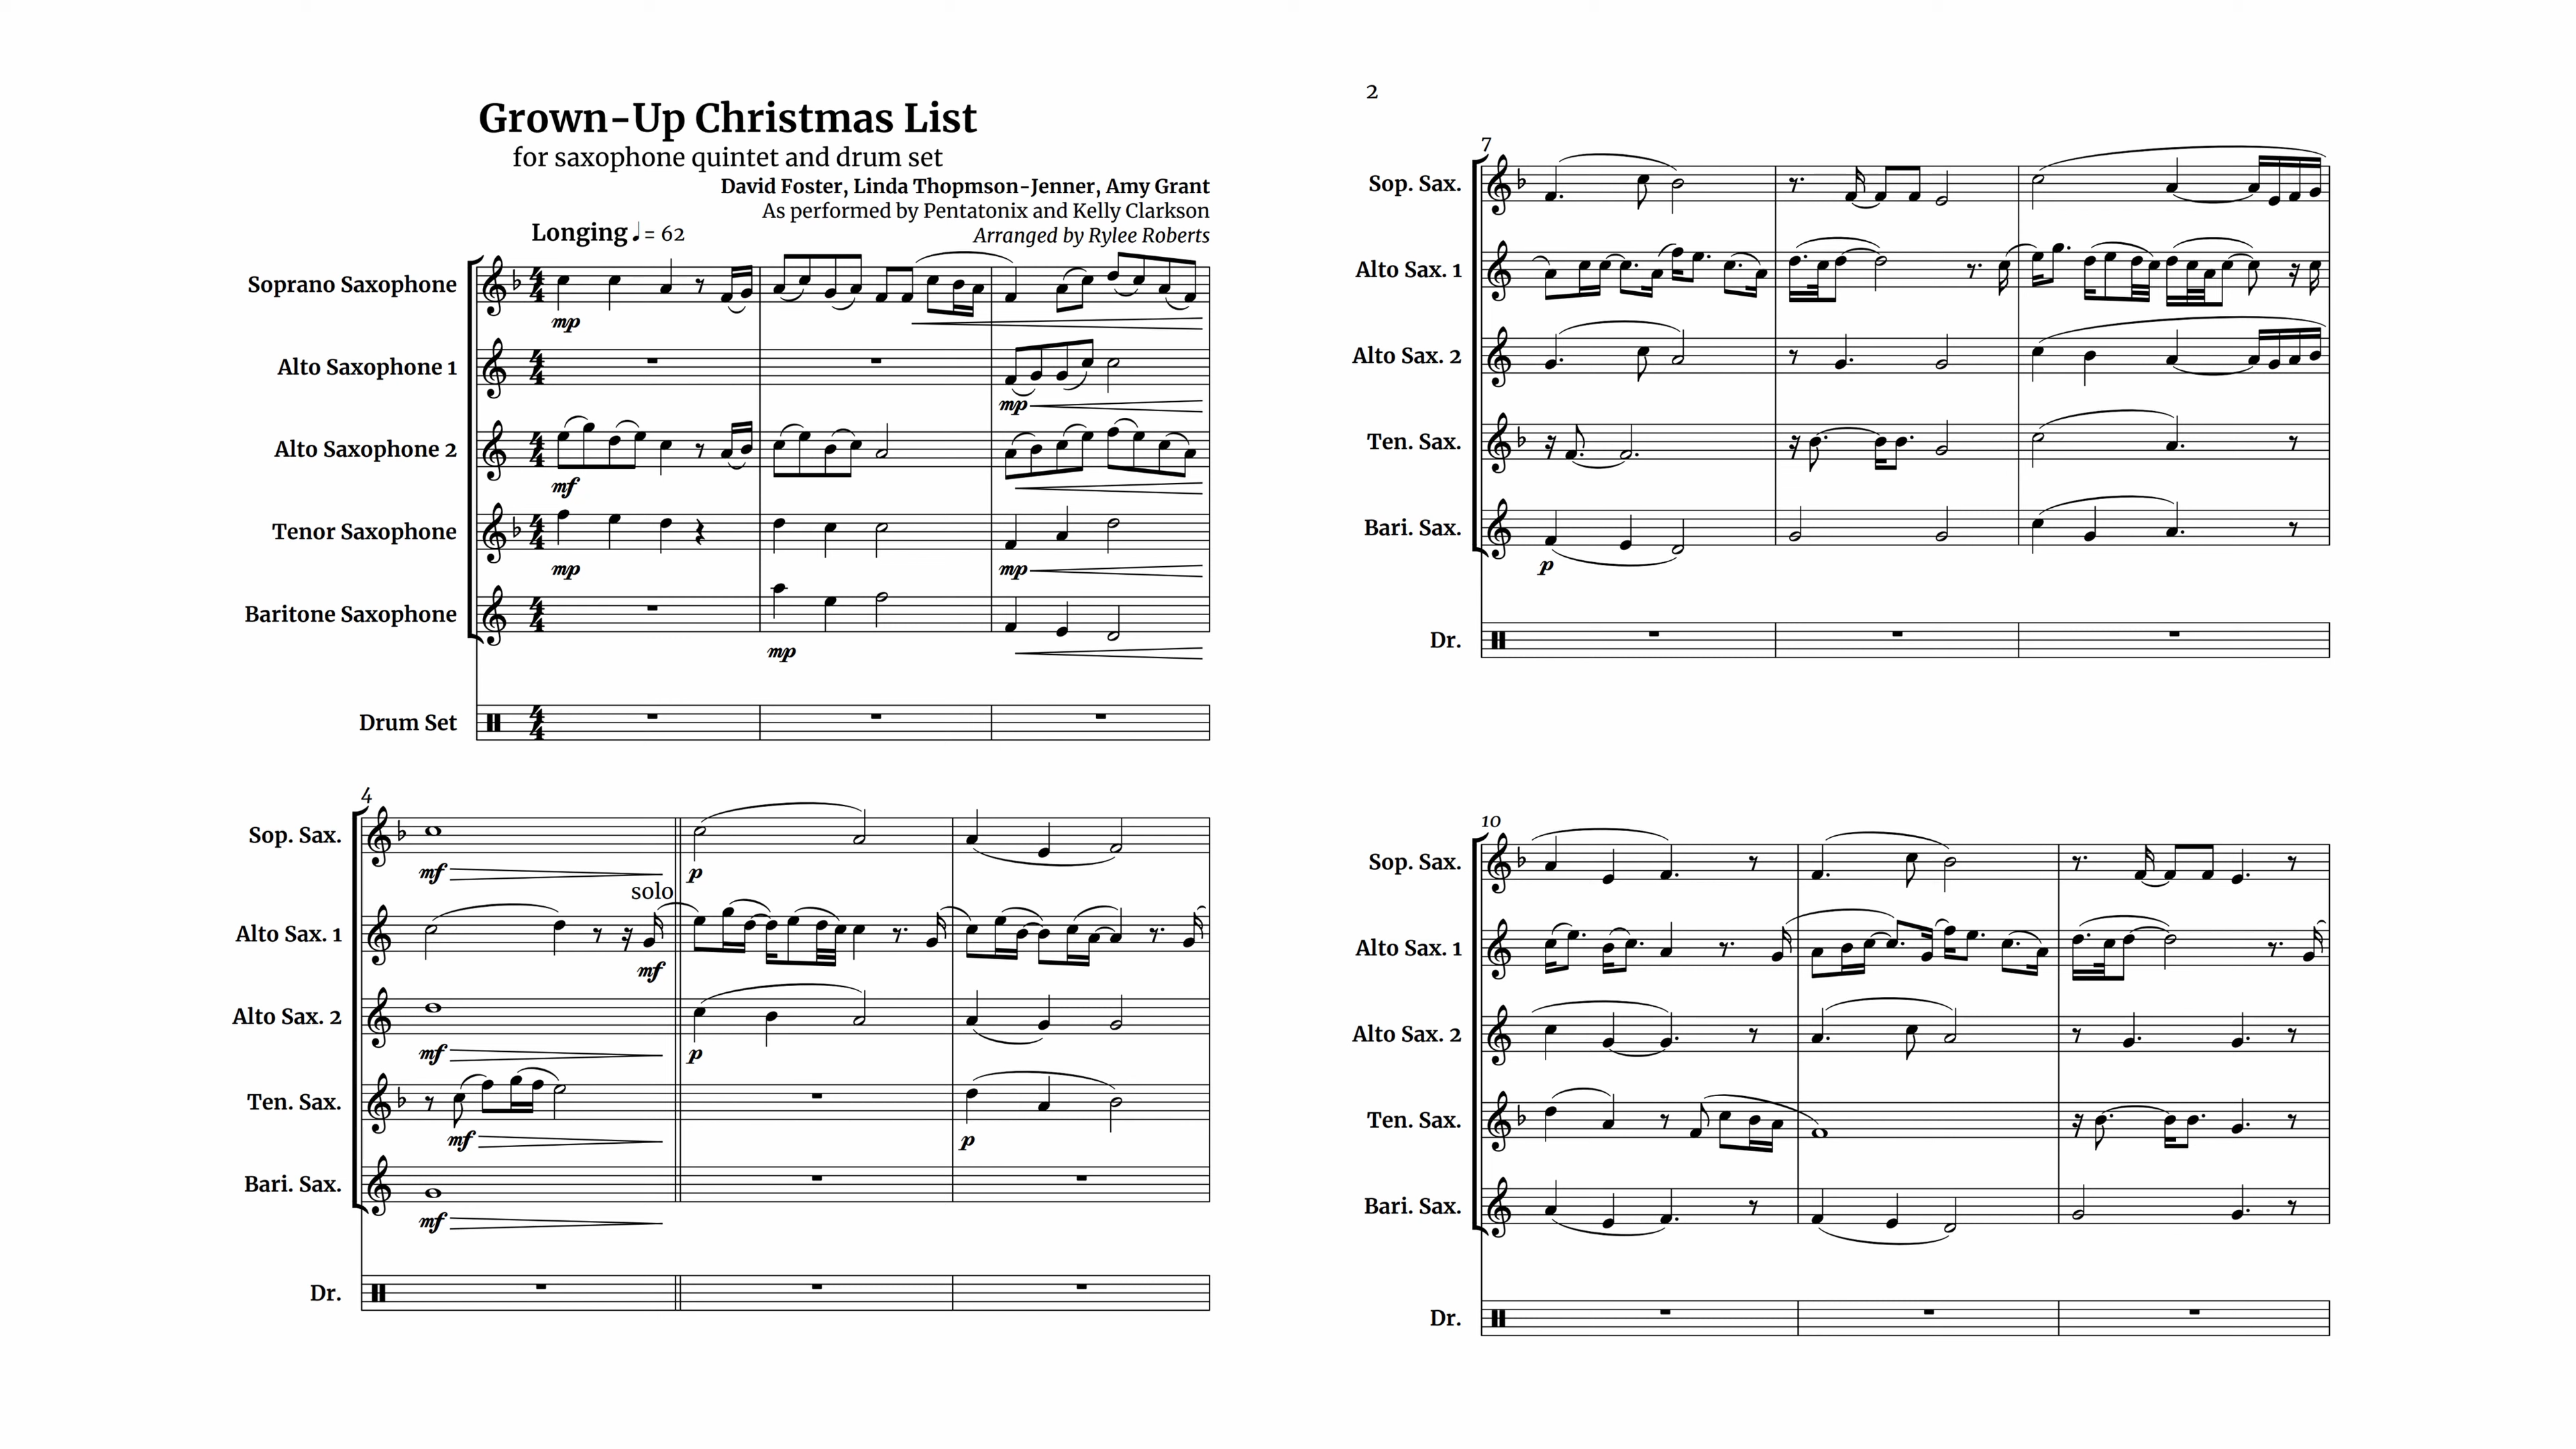 Grown-Up Christmas List
for saxophone quintet and drum set
David Foster, Linda Thopmson-Jenner, Amy Grant
As performed by Pentatonix and Kelly Clarkson
Longing ♩= 62
Arranged by Rylee Roberts
Soprano Saxophone
mp
Alto Saxophone 1
mp
Alto Saxophone 2
mf
Tenor Saxophone
mp mp
Baritone Saxophone
mp
Drum Set
4
Sop. Sax.
mf p
solo
Alto Sax. 1
mf
Alto Sax. 2
mf p
Ten. Sax.
mf p
Bari. Sax.
mf
Dr.
2
7
Sop. Sax.
Alto Sax. 1
Alto Sax. 2
Ten. Sax.
Bari. Sax.
p
Dr.
10
Sop. Sax.
Alto Sax. 1
Alto Sax. 2
Ten. Sax.
Bari. Sax.
Dr.